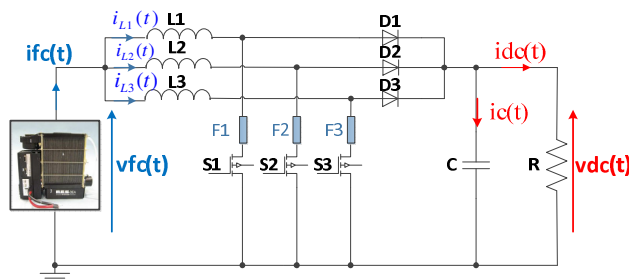 iL1(t) L1 D1
ifc(t) iL2(t) L2 D2 idc(t)
iL3(t) L3 D3
ic(t)
F1 F2 F3
vfc(t) S1 S2 S3 C R vdc(t)